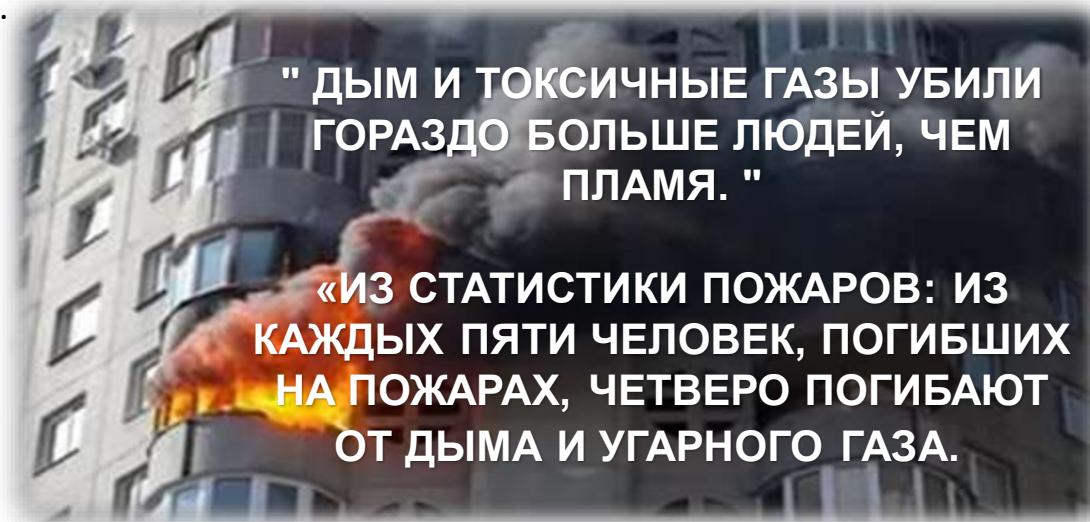 " ДЫМ И ТОКСИЧНЫЕ ГАЗЫ УБИЛИ
ГОРАЗДО БОЛЬШЕ ЛЮДЕЙ, ЧЕМ
ПЛАМЯ. "
«ИЗ СТАТИСТИКИ ПОЖАРОВ: ИЗ
КАЖДЫХ ПЯТИ ЧЕЛОВЕК, ПОГИБШИХ
НА ПОЖАРАХ, ЧЕТВЕРО ПОГИБАЮТ
ОТ ДЫМА И УГАРНОГО ГАЗА.